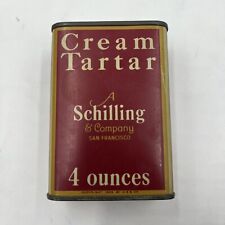 Cream
Tartar
A
Schilling
& Company
SAN FRANCISCO
4 ounces